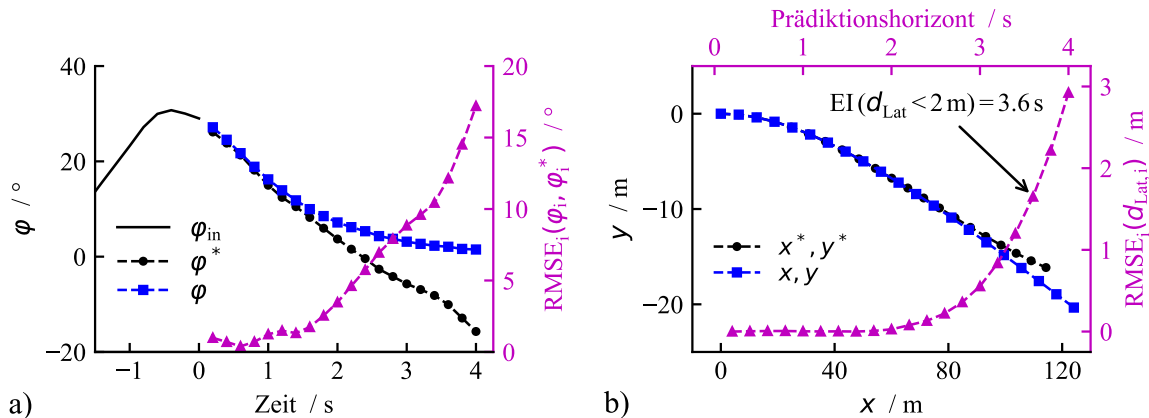 Prädiktionshorizont / s
0 1 2 3 4
40
20
0
−20
φ / °
20
15
10
5
0
RMSEᵢ(φᵢ, φᵢ*) / °
φin
φ*
φ
−1 0 1 2 3 4
Zeit / s
a)
0
−10
−20
y / m
EI(dLat < 2 m) = 3.6 s
3
2
1
0
RMSEᵢ(dLat,i) / m
x*, y*
x, y
0 40 80 120
x / m
b)